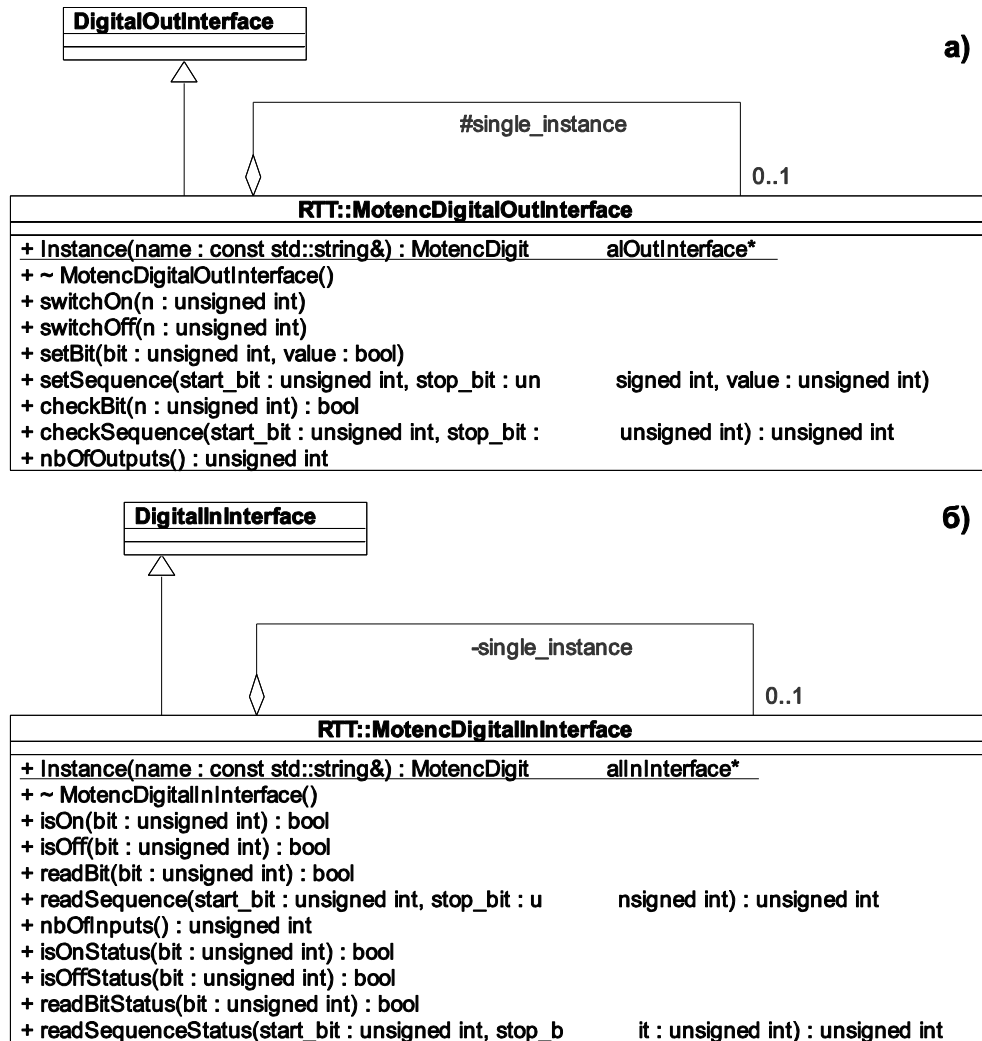 DigitalOutInterface
а)
#single_instance
0..1
RTT::MotencDigitalOutInterface
+ Instance(name : const std::string&) : MotencDigit alOutInterface*
+ ~ MotencDigitalOutInterface()
+ switchOn(n : unsigned int)
+ switchOff(n : unsigned int)
+ setBit(bit : unsigned int, value : bool)
+ setSequence(start_bit : unsigned int, stop_bit : un signed int, value : unsigned int)
+ checkBit(n : unsigned int) : bool
+ checkSequence(start_bit : unsigned int, stop_bit : unsigned int) : unsigned int
+ nbOfOutputs() : unsigned int
DigitalInInterface
б)
-single_instance
0..1
RTT::MotencDigitalInInterface
+ Instance(name : const std::string&) : MotencDigit alInInterface*
+ ~ MotencDigitalInInterface()
+ isOn(bit : unsigned int) : bool
+ isOff(bit : unsigned int) : bool
+ readBit(bit : unsigned int) : bool
+ readSequence(start_bit : unsigned int, stop_bit : u nsigned int) : unsigned int
+ nbOfInputs() : unsigned int
+ isOnStatus(bit : unsigned int) : bool
+ isOffStatus(bit : unsigned int) : bool
+ readBitStatus(bit : unsigned int) : bool
+ readSequenceStatus(start_bit : unsigned int, stop_b it : unsigned int) : unsigned int